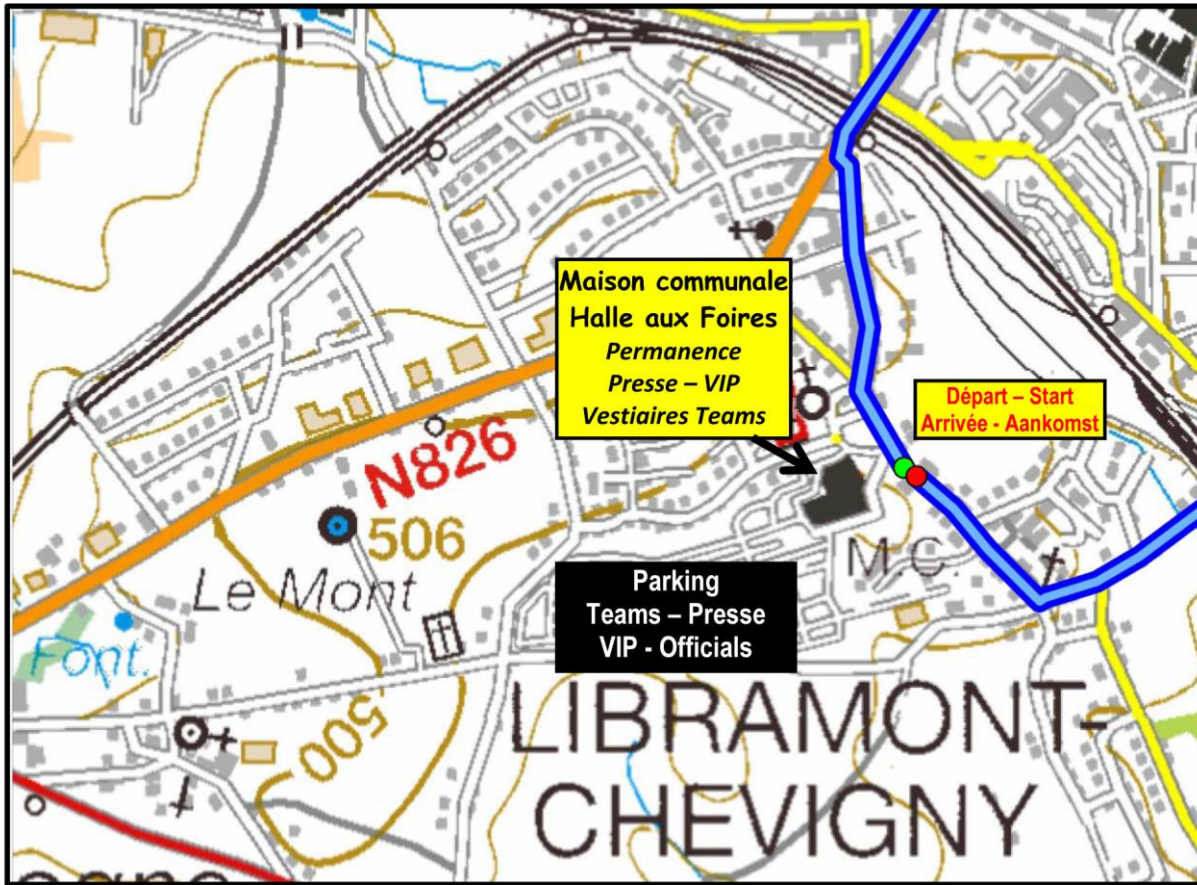 Maison communale
Halle aux Foires
Permanence
Presse – VIP
Vestiaires Teams
Départ – Start
Arrivée - Aankomst
N826
506
Le Mont
M.C.
Parking
Teams – Presse
VIP - Officials
Font.
500
LIBRAMONT-
CHEVIGNY